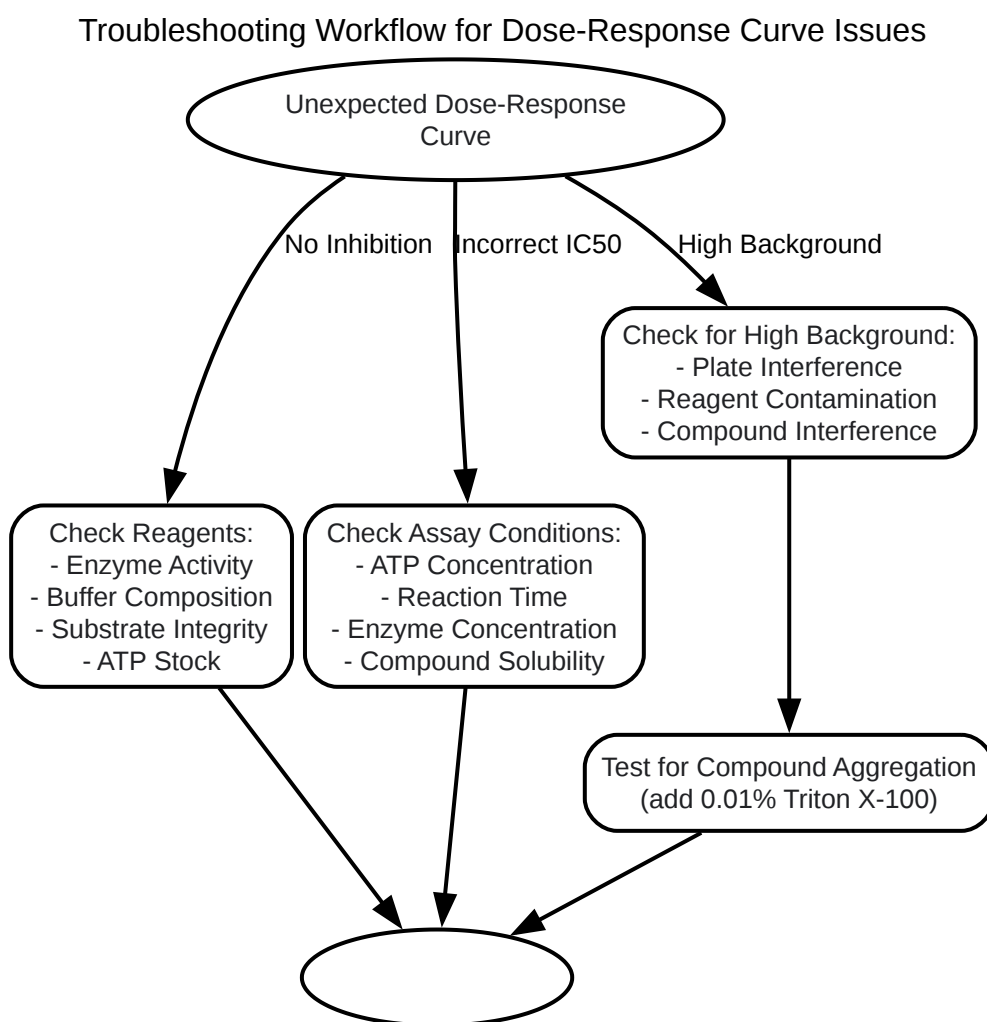 Troubleshooting Workflow for Dose-Response Curve Issues
Unexpected Dose-Response
Curve
No Inhibition
Incorrect IC50
High Background
Check for High Background:
- Plate Interference
- Reagent Contamination
- Compound Interference
Check Reagents:
- Enzyme Activity
- Buffer Composition
- Substrate Integrity
- ATP Stock
Check Assay Conditions:
- ATP Concentration
- Reaction Time
- Enzyme Concentration
- Compound Solubility
Test for Compound Aggregation
(add 0.01% Triton X-100)